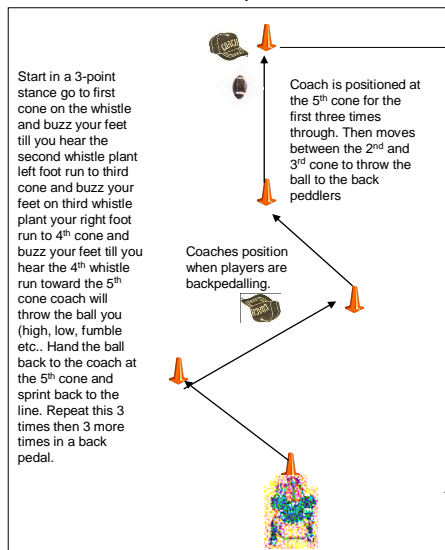 COACH
Start in a 3-point
stance go to first
cone on the whistle
and buzz your feet
till you hear the
second whistle plant
left foot run to third
cone and buzz your
feet on third whistle
plant your right foot
run to 4th cone and
buzz your feet till you
hear the 4th whistle
run toward the 5th
cone coach will
throw the ball you
(high, low, fumble
etc.. Hand the ball
back to the coach at
the 5th cone and
sprint back to the
line. Repeat this 3
times then 3 more
times in a back
pedal.
Coach is positioned at
the 5th cone for the
first three times
through. Then moves
between the 2nd and
3rd cone to throw the
ball to the back
peddlers
Coaches position
when players are
backpedalling.
COACH